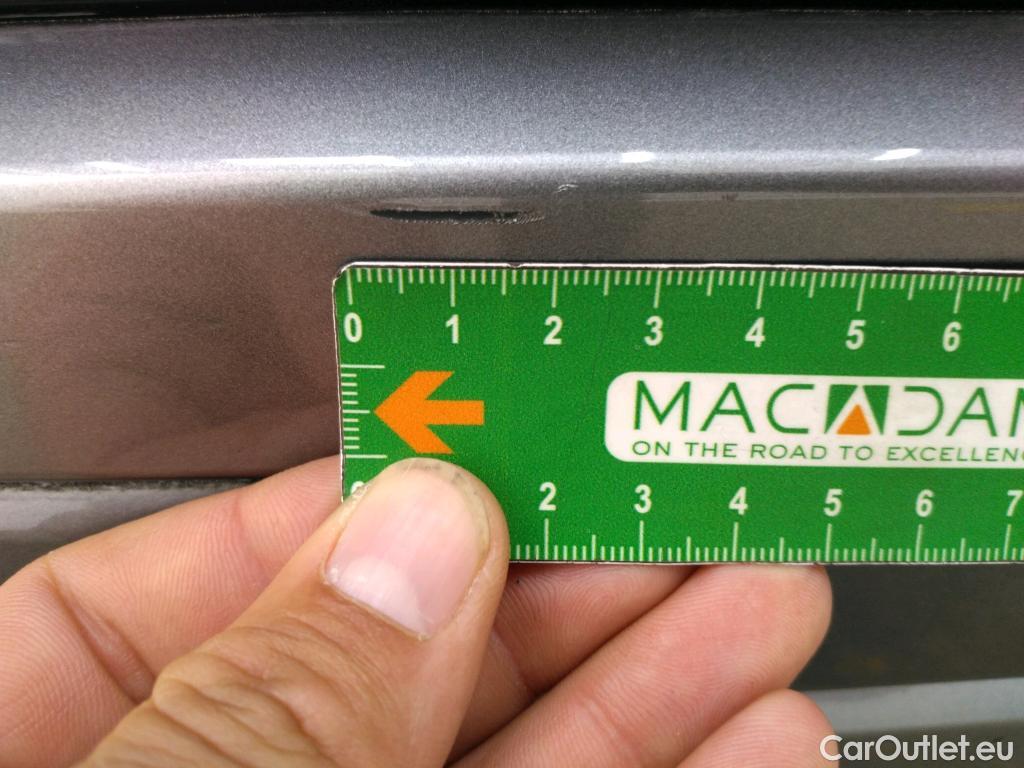 0 1 2 3 4 5 6
MACADAM
ON THE ROAD TO EXCELLENC
2 3 4 5 6 7
CarOutlet.eu